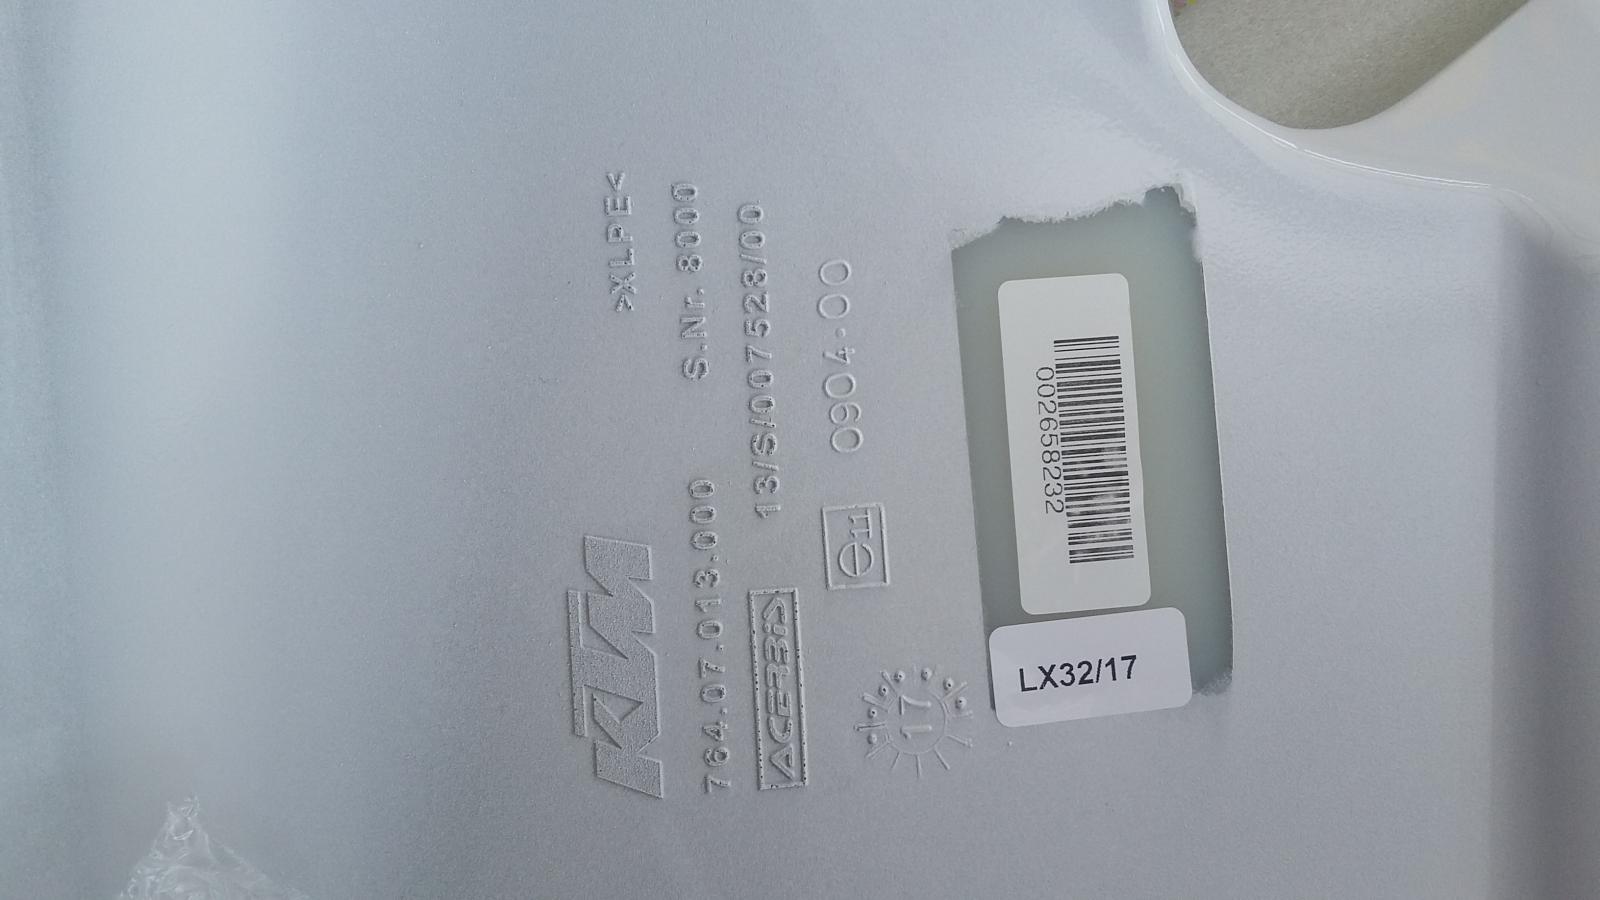 >XLPE<
KTM
764.07.013.000 S.Nr. 8000
ACERBIS 13/S/007528/00
e11 0904.00
17
002658232
LX32/17